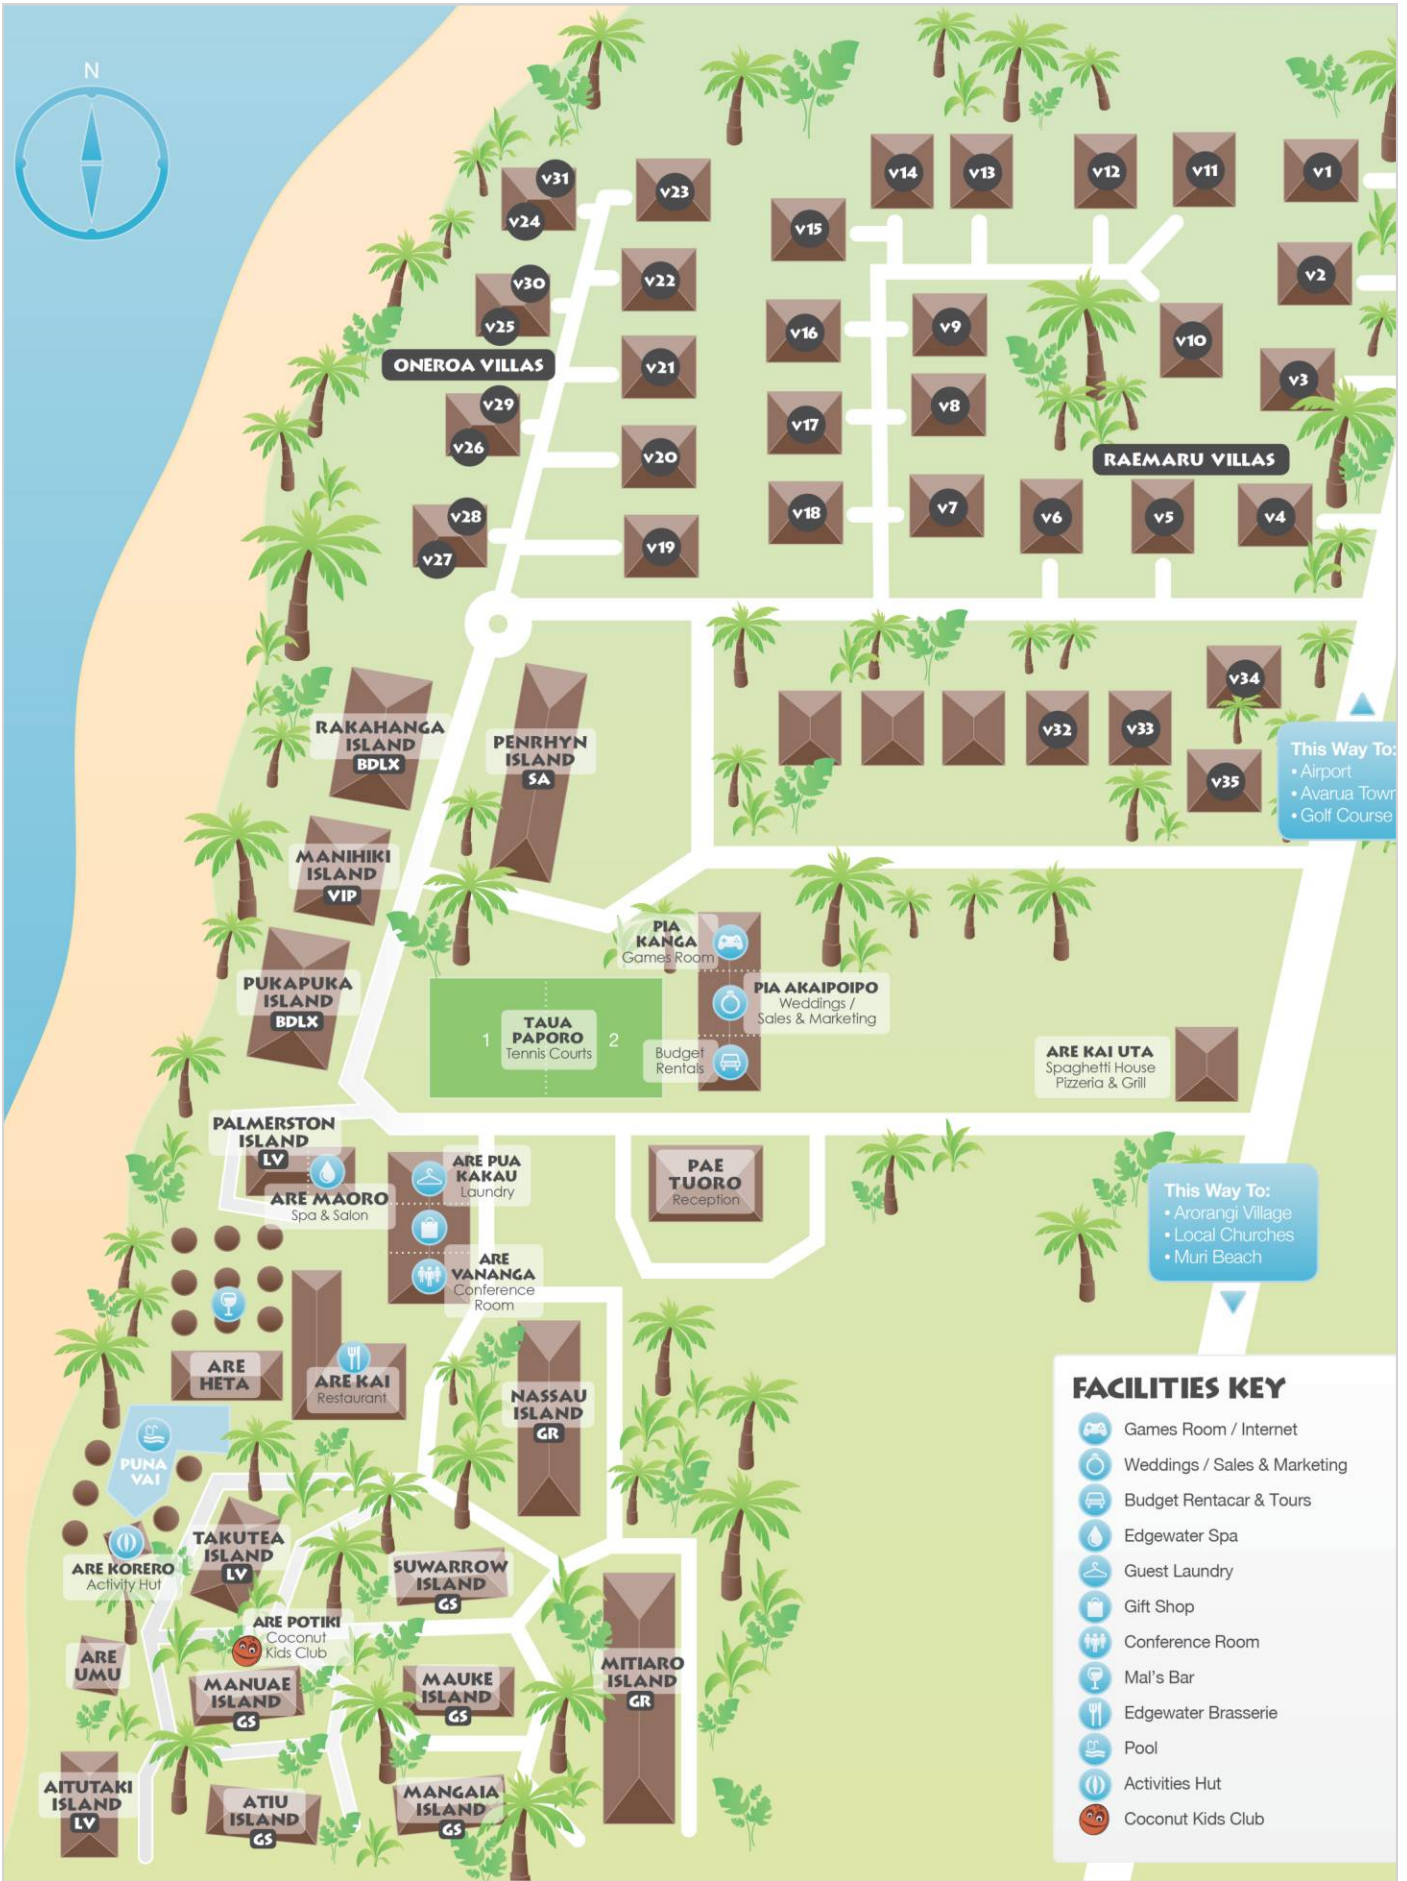 N
v31
v24
v23
v14
v13
v12
v11
v1
v15
v30
v25
v22
v2
v16
v9
v10
ONEROA VILLAS
v21
v3
v29
v26
v8
v17
v20
RAEMARU VILLAS
v28
v27
v18
v7
v6
v5
v4
v19
v34
RAKAHANGA
ISLAND
BDLX
PENRHYN
ISLAND
SA
v32
v33
v35
This Way To:
• Airport
• Avarua Town
• Golf Course
MANIHIKI
ISLAND
VIP
PIA
KANGA
Games Room
PUKAPUKA
ISLAND
BDLX
PIA AKAIPOIPO
Weddings /
Sales & Marketing
1
TAUA
PAPORO
Tennis Courts
2
Budget
Rentals
ARE KAI UTA
Spaghetti House
Pizzeria & Grill
PALMERSTON
ISLAND
LV
ARE MAORO
Spa & Salon
ARE PUA
KAKAU
Laundry
PAE
TUORO
Reception
This Way To:
• Arorangi Village
• Local Churches
• Muri Beach
ARE
VANANGA
Conference
Room
ARE
HETA
ARE KAI
Restaurant
NASSAU
ISLAND
GR
PUNA
VAI
TAKUTEA
ISLAND
LV
ARE KORERO
Activity Hut
SUWARROW
ISLAND
GS
ARE POTIKI
Coconut
Kids Club
ARE
UMU
MANUAE
ISLAND
GS
MAUKE
ISLAND
GS
MITIARO
ISLAND
GR
AITUTAKI
ISLAND
LV
ATIU
ISLAND
GS
MANGAIA
ISLAND
GS
FACILITIES KEY
Games Room / Internet
Weddings / Sales & Marketing
Budget Rentacar & Tours
Edgewater Spa
Guest Laundry
Gift Shop
Conference Room
Mal's Bar
Edgewater Brasserie
Pool
Activities Hut
Coconut Kids Club